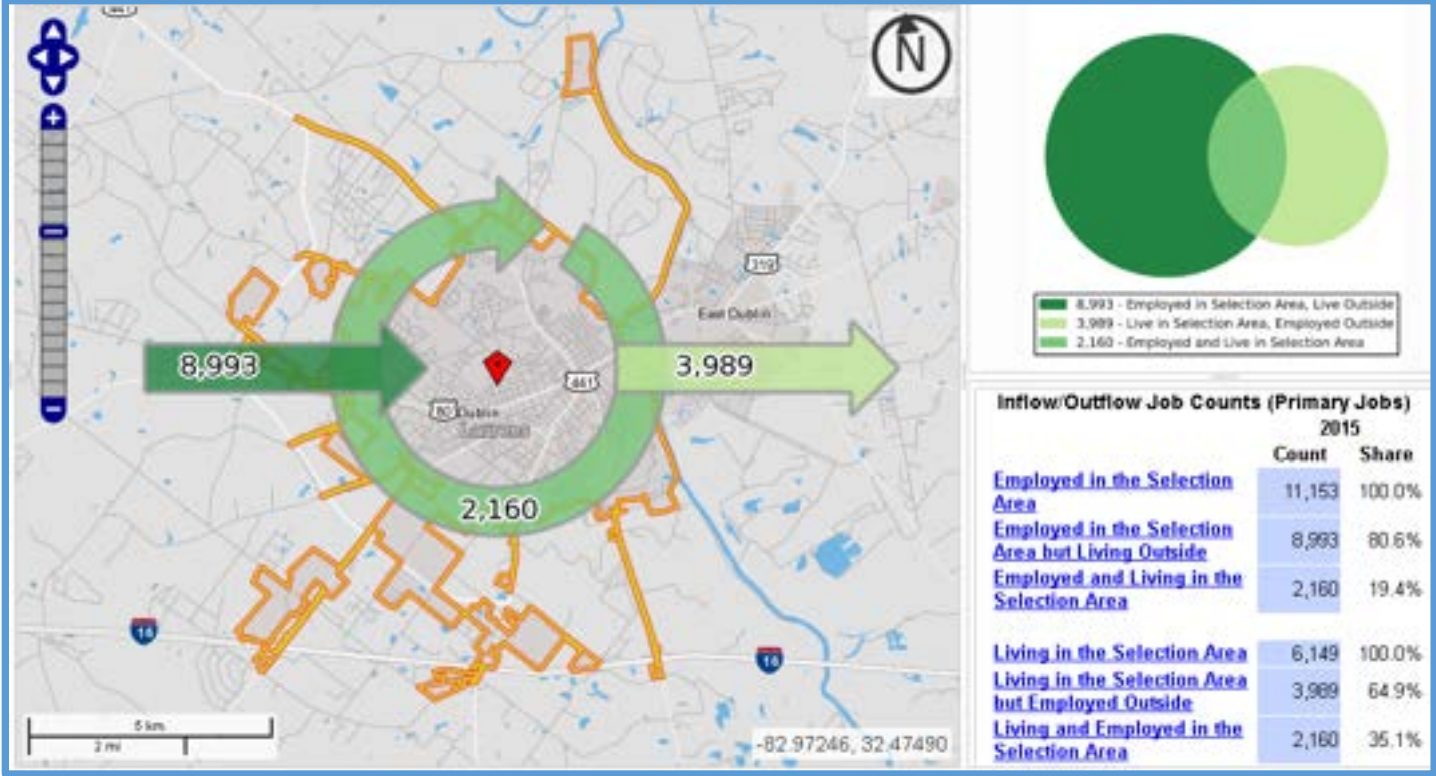 441
N
319
East Dublin
8,993
3,989
441
80
Dublin
Laurens
2,160
16
16
5 km
2 mi
-82.97246, 32.47490
8,993 - Employed in Selection Area, Live Outside
3,989 - Live in Selection Area, Employed Outside
2,160 - Employed and Live in Selection Area
Inflow/Outflow Job Counts (Primary Jobs)
2015
Count Share
Employed in the Selection
Area 11,153 100.0%
Employed in the Selection
Area but Living Outside 8,993 80.6%
Employed and Living in the
Selection Area 2,160 19.4%
Living in the Selection Area 6,149 100.0%
Living in the Selection Area
but Employed Outside 3,989 64.9%
Living and Employed in the
Selection Area 2,160 35.1%